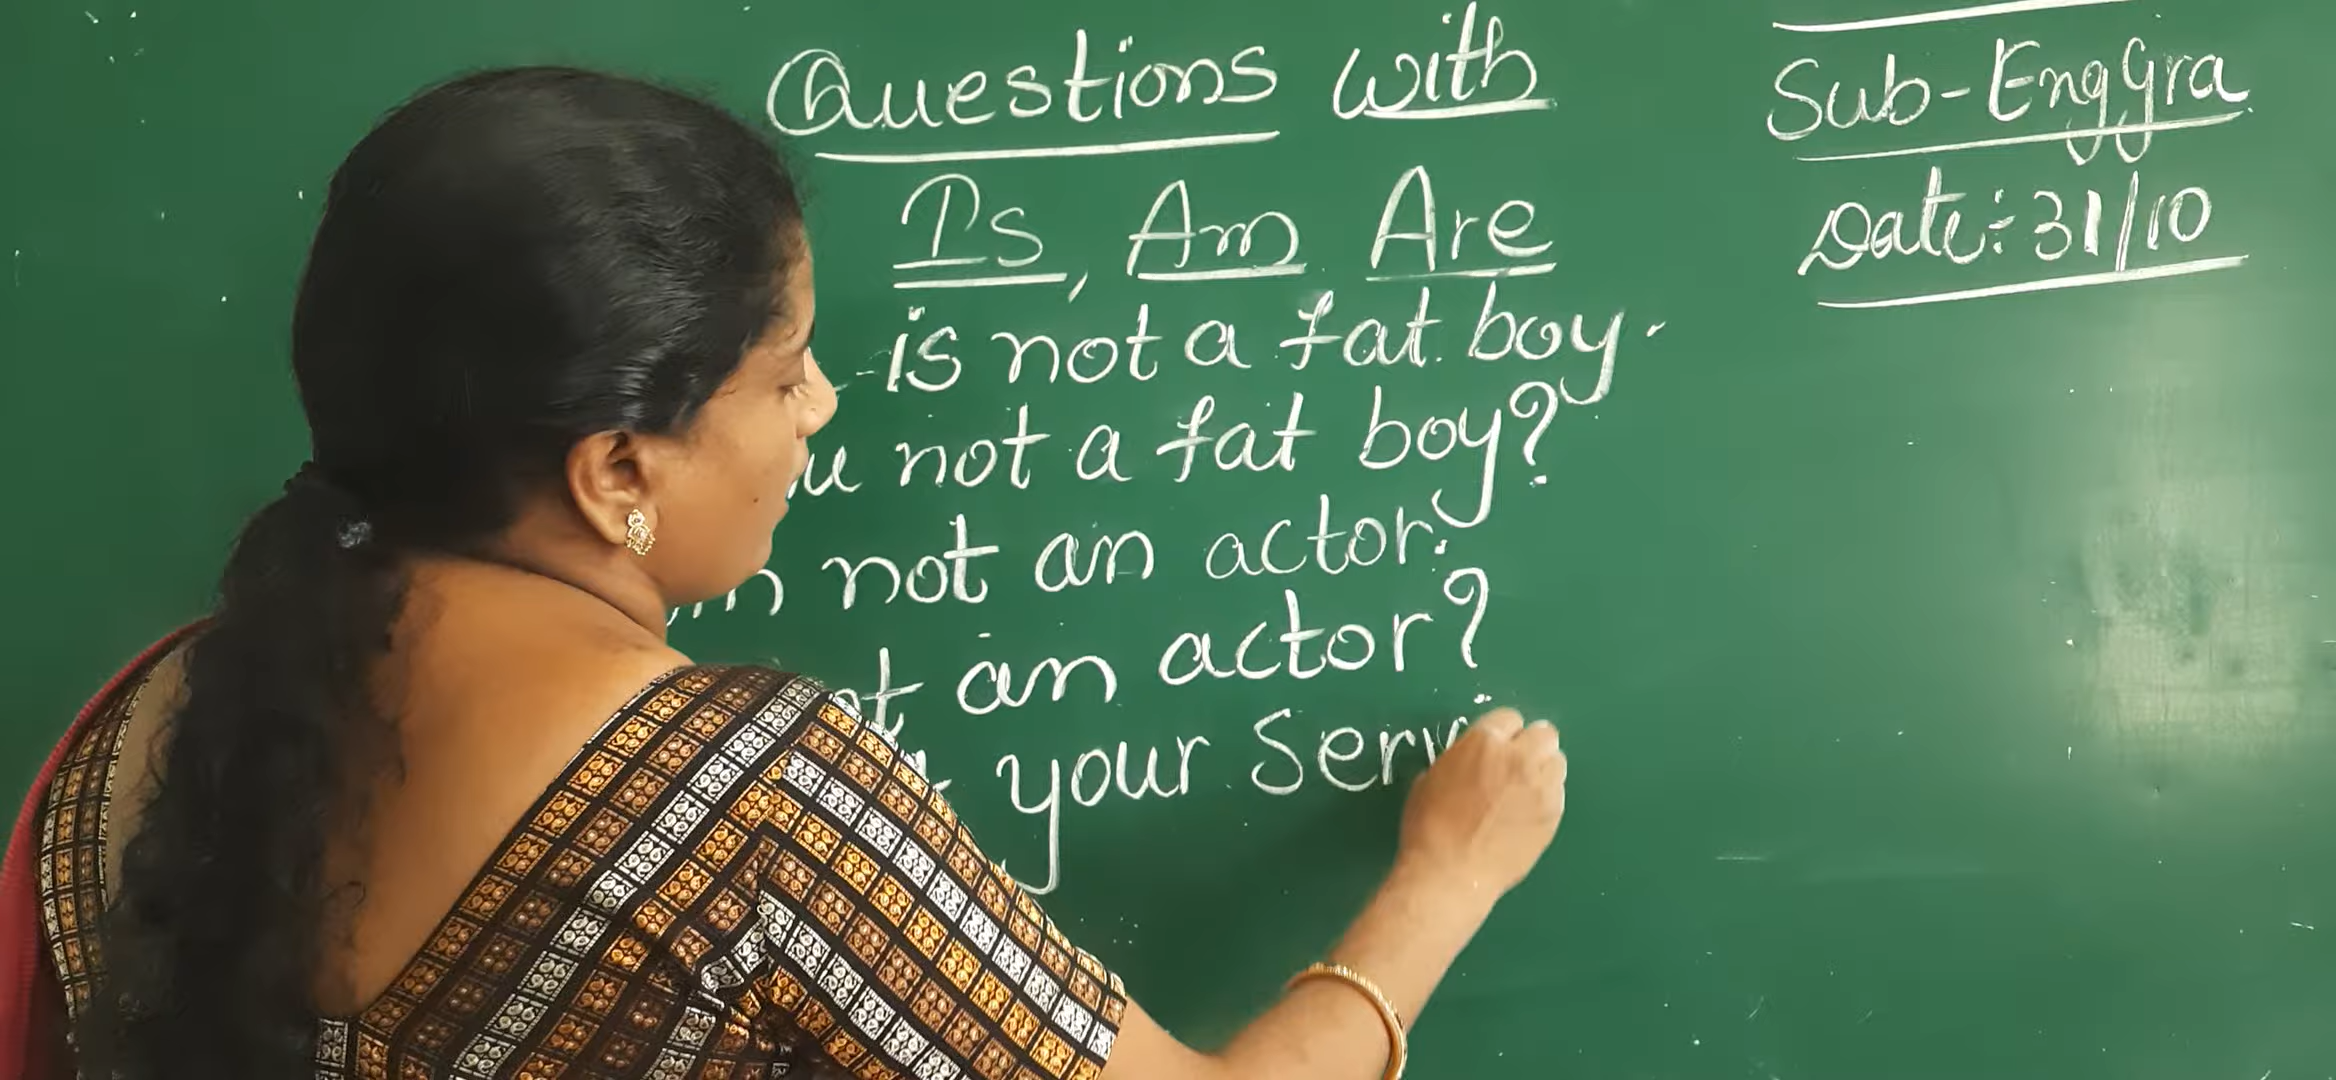 Questions with
Is, Am Are
is not a fat boy.
not a fat boy?
not an actor.
an actor?
your
Sub-Eng Gra
Date: 31/10